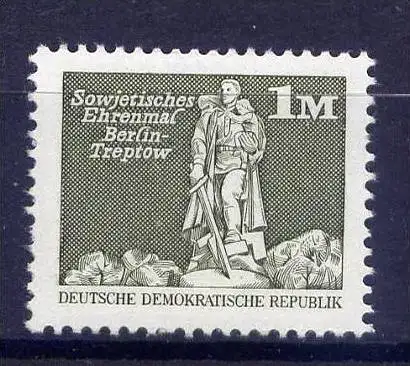 Sowjetisches
Ehrenmal
Berlin-
Treptow
1M
DEUTSCHE DEMOKRATISCHE REPUBLIK